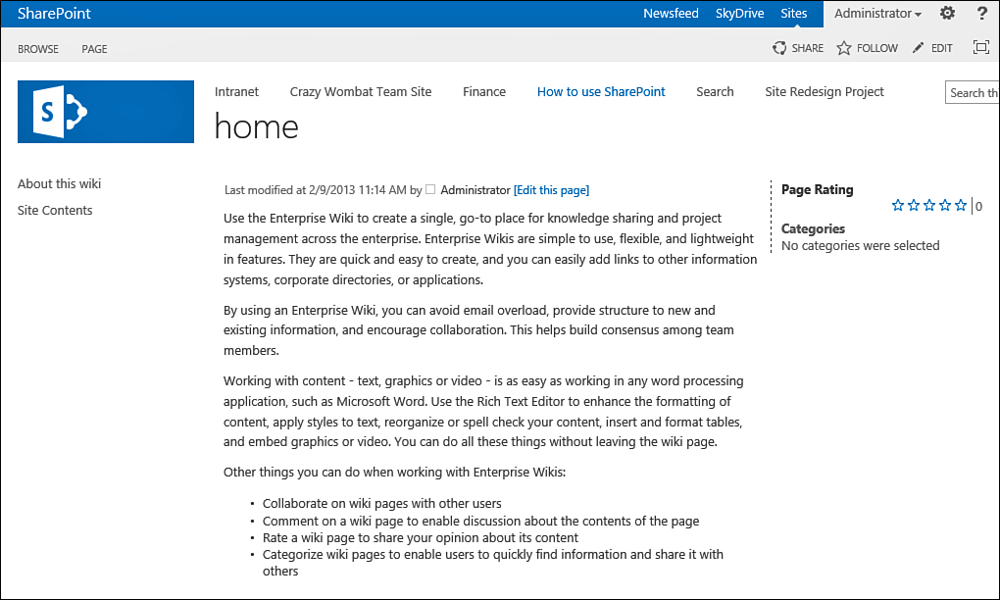 SharePoint
Newsfeed SkyDrive Sites Administrator ?
BROWSE PAGE
SHARE FOLLOW EDIT
S
Intranet Crazy Wombat Team Site Finance How to use SharePoint Search Site Redesign Project
Search th
home
About this wiki
Site Contents
Last modified at 2/9/2013 11:14 AM by Administrator [Edit this page]
Use the Enterprise Wiki to create a single, go-to place for knowledge sharing and project
management across the enterprise. Enterprise Wikis are simple to use, flexible, and lightweight
in features. They are quick and easy to create, and you can easily add links to other information
systems, corporate directories, or applications.
By using an Enterprise Wiki, you can avoid email overload, provide structure to new and
existing information, and encourage collaboration. This helps build consensus among team
members.
Working with content - text, graphics or video - is as easy as working in any word processing
application, such as Microsoft Word. Use the Rich Text Editor to enhance the formatting of
content, apply styles to text, reorganize or spell check your content, insert and format tables,
and embed graphics or video. You can do all these things without leaving the wiki page.
Other things you can do when working with Enterprise Wikis:
• Collaborate on wiki pages with other users
• Comment on a wiki page to enable discussion about the contents of the page
• Rate a wiki page to share your opinion about its content
• Categorize wiki pages to enable users to quickly find information and share it with
others
Page Rating
0
Categories
No categories were selected